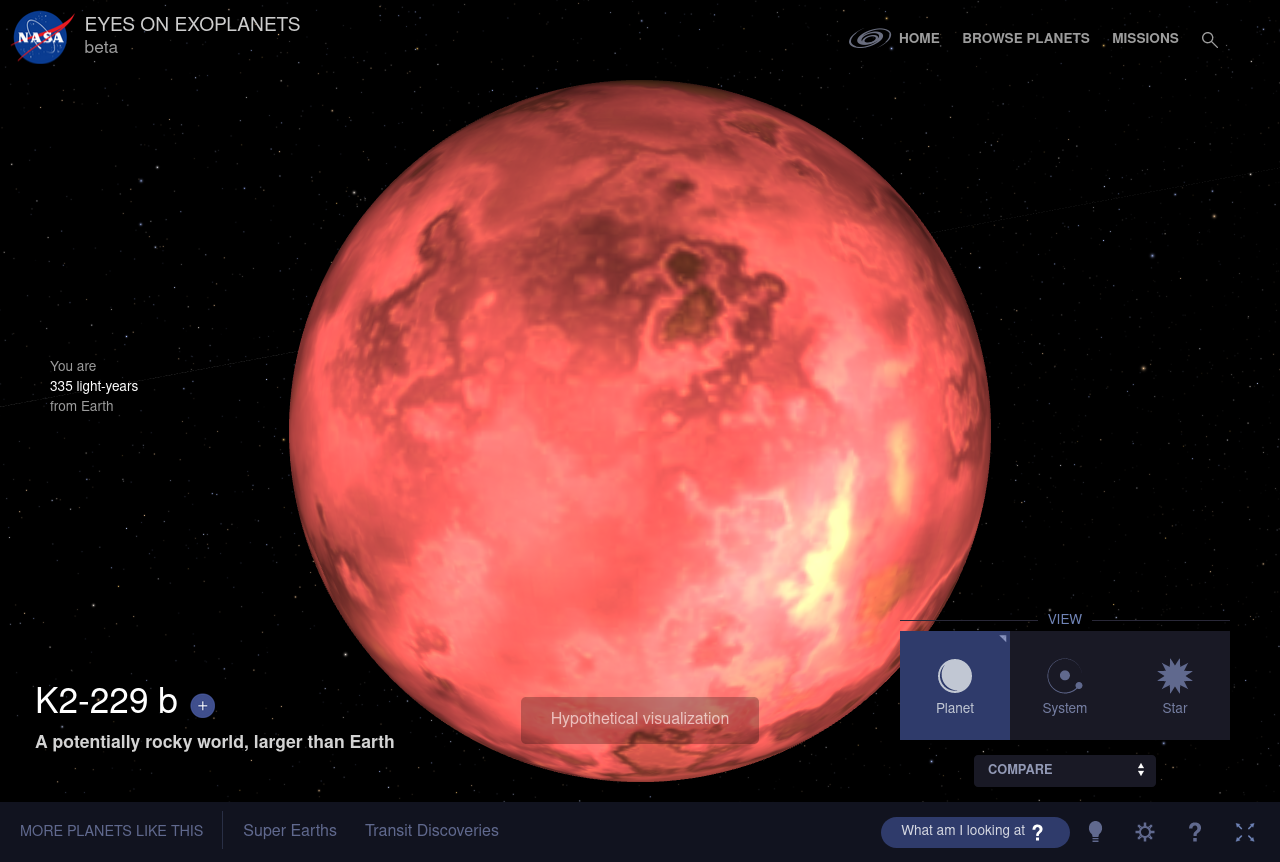 NASA
EYES ON EXOPLANETS
beta
HOME
BROWSE PLANETS
MISSIONS
You are
335 light-years
from Earth
K2-229 b
+
A potentially rocky world, larger than Earth
Hypothetical visualization
VIEW
Planet
System
Star
COMPARE
MORE PLANETS LIKE THIS
Super Earths
Transit Discoveries
What am I looking at ?
?